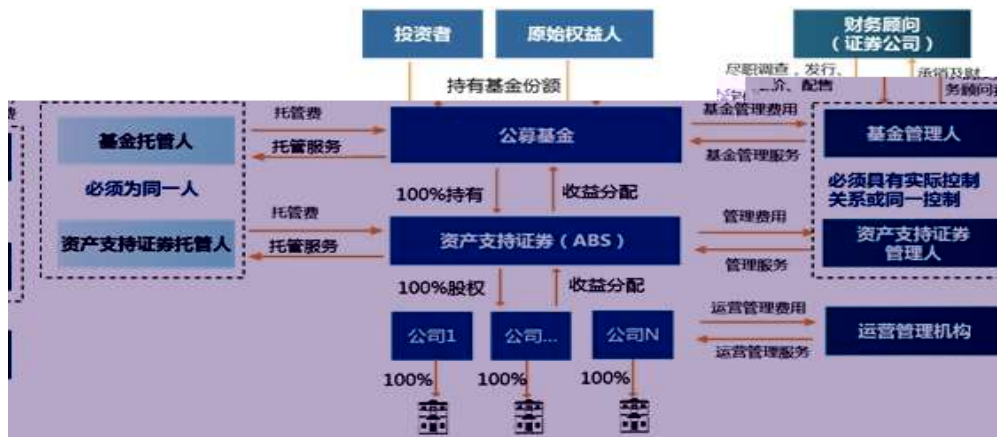 投资者
原始权益人
财务顾问
（证券公司）
持有基金份额
尽职调查，发行、
价、配售
承销及财
务顾问
托管费
基金托管人
托管服务
公募基金
基金管理费用
基金管理服务
基金管理人
必须为同一人
100%持有
收益分配
必须具有实际控制
关系或同一控制
托管费
资产支持证券托管人
托管服务
资产支持证券（ABS）
管理费用
管理服务
资产支持证券
管理人
100%股权
收益分配
公司1
公司...
公司N
运营管理费用
运营管理服务
运营管理机构
100%
100%
100%